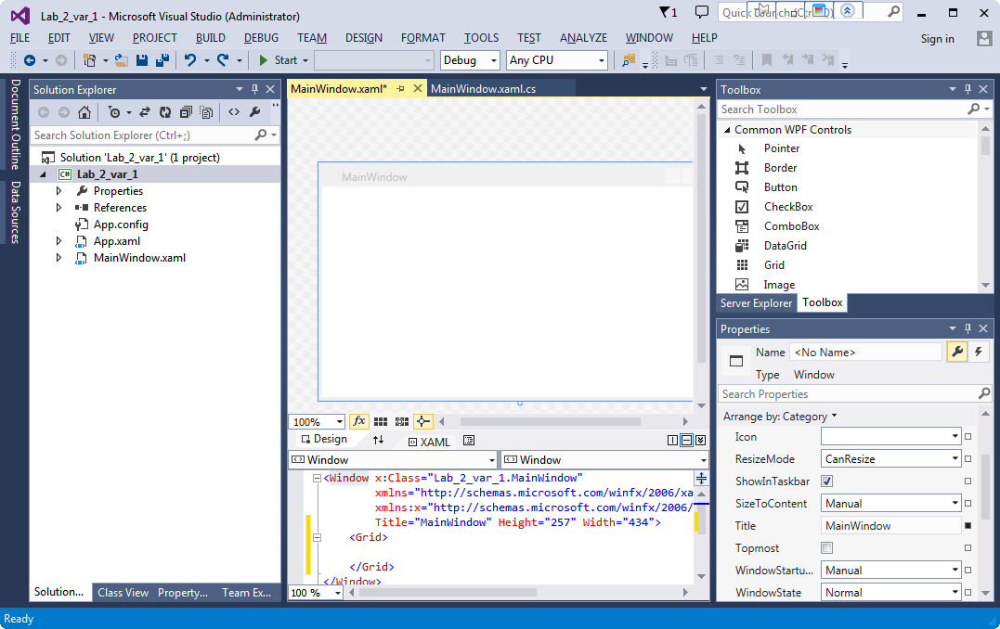 Lab_2_var_1 - Microsoft Visual Studio (Administrator)
1
FILE EDIT VIEW PROJECT BUILD DEBUG TEAM DESIGN FORMAT TOOLS TEST ANALYZE WINDOW HELP
Sign in
Start
Debug
Any CPU
Document Outline
Data Sources
Solution Explorer
Search Solution Explorer (Ctrl+;)
Solution 'Lab_2_var_1' (1 project)
C# Lab_2_var_1
Properties
References
App.config
App.xaml
MainWindow.xaml
Solution... Class View Property... Team Ex...
MainWindow.xaml* MainWindow.xaml.cs
MainWindow
100% fx
Design XAML
Window Window
<Window x:Class="Lab_2_var_1.MainWindow"
xmlns="http://schemas.microsoft.com/winfx/2006/xa
xmlns:x="http://schemas.microsoft.com/winfx/2006/
Title="MainWindow" Height="257" Width="434">
<Grid>
</Grid>
</Window>
100 %
Toolbox
Search Toolbox
Common WPF Controls
Pointer
Border
Button
CheckBox
ComboBox
DataGrid
Grid
Image
Server Explorer Toolbox
Properties
Name <No Name>
Type Window
Search Properties
Arrange by: Category
Icon
ResizeMode CanResize
ShowInTaskbar
SizeToContent Manual
Title MainWindow
Topmost
WindowStartu... Manual
WindowState Normal
Ready